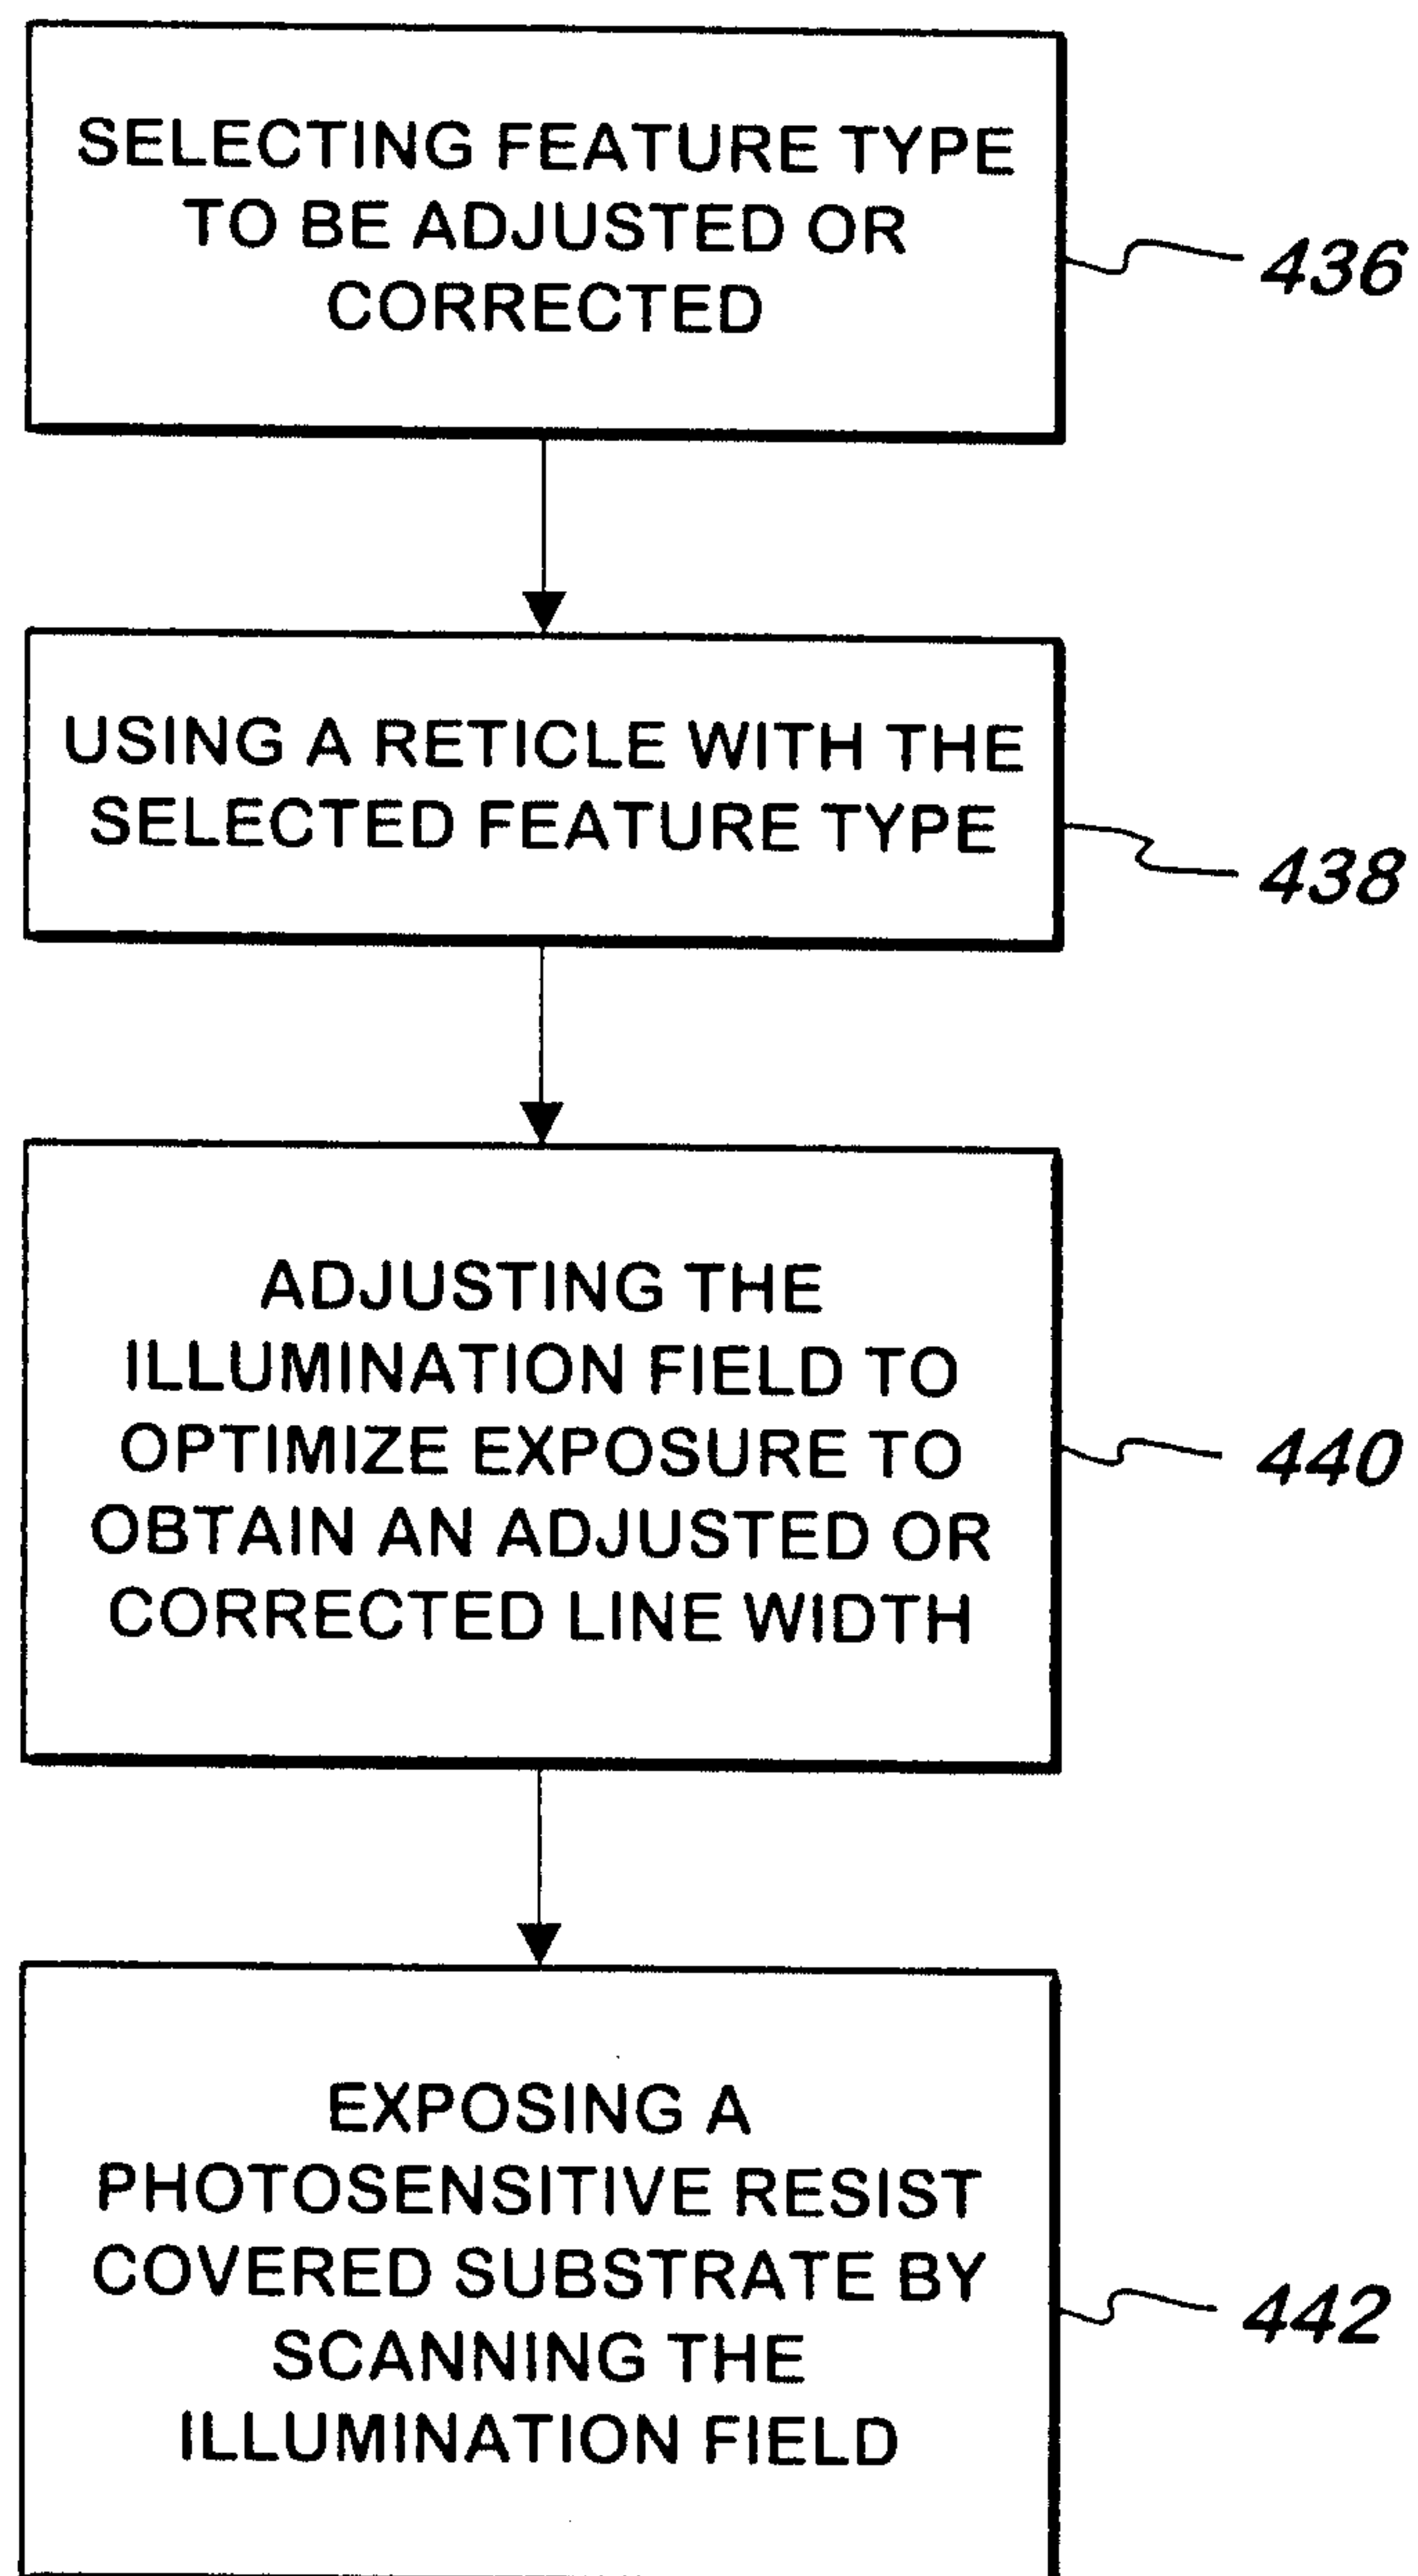 SELECTING FEATURE TYPE
TO BE ADJUSTED OR
CORRECTED
436
USING A RETICLE WITH THE
SELECTED FEATURE TYPE
438
ADJUSTING THE
ILLUMINATION FIELD TO
OPTIMIZE EXPOSURE TO
OBTAIN AN ADJUSTED OR
CORRECTED LINE WIDTH
440
EXPOSING A
PHOTOSENSITIVE RESIST
COVERED SUBSTRATE BY
SCANNING THE
ILLUMINATION FIELD
442